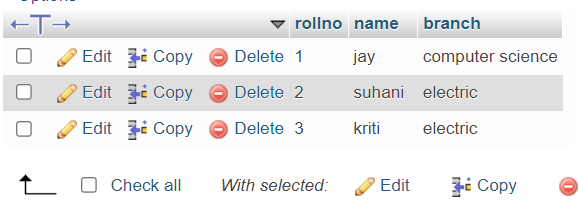 rollno name branch
Edit Copy Delete 1 jay computer science
Edit Copy Delete 2 suhani electric
Edit Copy Delete 3 kriti electric
Check all With selected: Edit Copy